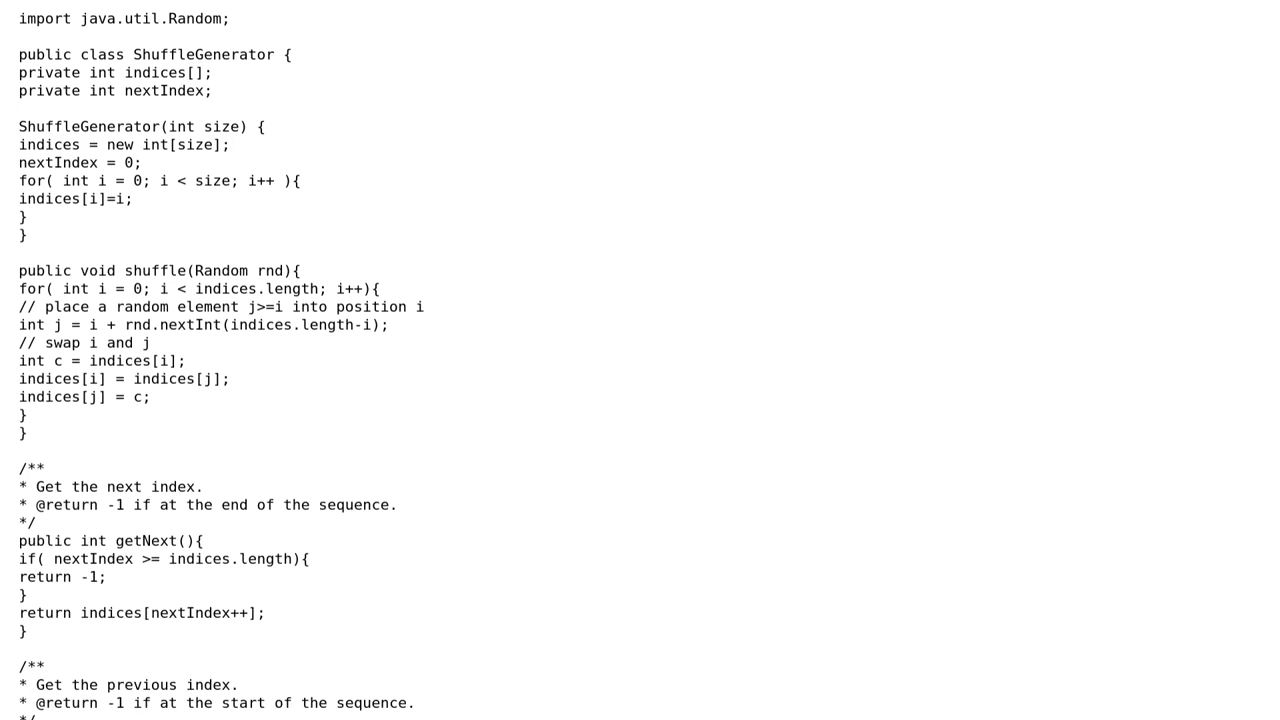 import java.util.Random;

public class ShuffleGenerator {
private int indices[];
private int nextIndex;

ShuffleGenerator(int size) {
indices = new int[size];
nextIndex = 0;
for( int i = 0; i < size; i++ ){
indices[i]=i;
}
}

public void shuffle(Random rnd){
for( int i = 0; i < indices.length; i++){
// place a random element j>=i into position i
int j = i + rnd.nextInt(indices.length-i);
// swap i and j
int c = indices[i];
indices[i] = indices[j];
indices[j] = c;
}
}

/**
* Get the next index.
* @return -1 if at the end of the sequence.
*/
public int getNext(){
if( nextIndex >= indices.length){
return -1;
}
return indices[nextIndex++];
}

/**
* Get the previous index.
* @return -1 if at the start of the sequence.
*/